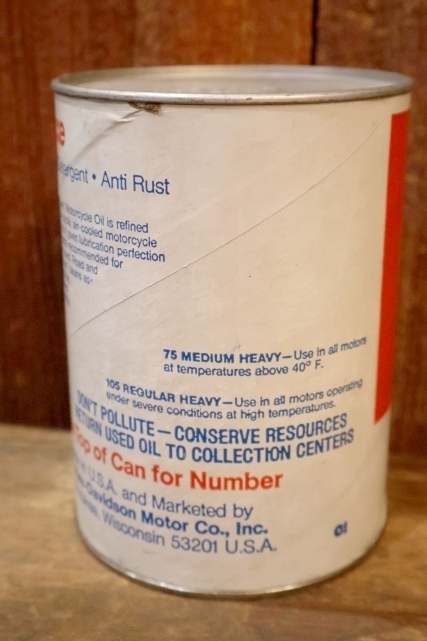 • Anti Rust
Oil is refined
air-cooled motorcycle
lubrication perfection
for
and
75 MEDIUM HEAVY—Use in all motors
at temperatures above 40° F.
105 REGULAR HEAVY—Use in all motors operating
under severe conditions at high temperatures.
DON'T POLLUTE—CONSERVE RESOURCES
RETURN USED OIL TO COLLECTION CENTERS
Top of Can for Number
U.S.A. and Marketed by
Davidson Motor Co., Inc.
Wisconsin 53201 U.S.A.